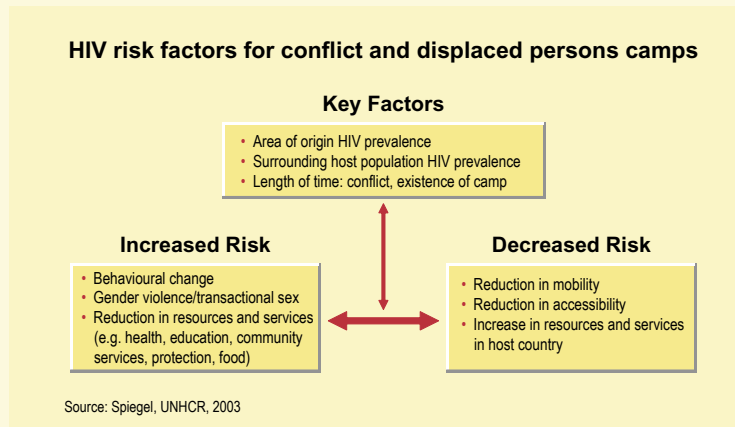 HIV risk factors for conflict and displaced persons camps
Key Factors
• Area of origin HIV prevalence
• Surrounding host population HIV prevalence
• Length of time: conflict, existence of camp
Increased Risk
• Behavioural change
• Gender violence/transactional sex
• Reduction in resources and services
(e.g. health, education, community
services, protection, food)
Decreased Risk
• Reduction in mobility
• Reduction in accessibility
• Increase in resources and services
in host country
Source: Spiegel, UNHCR, 2003